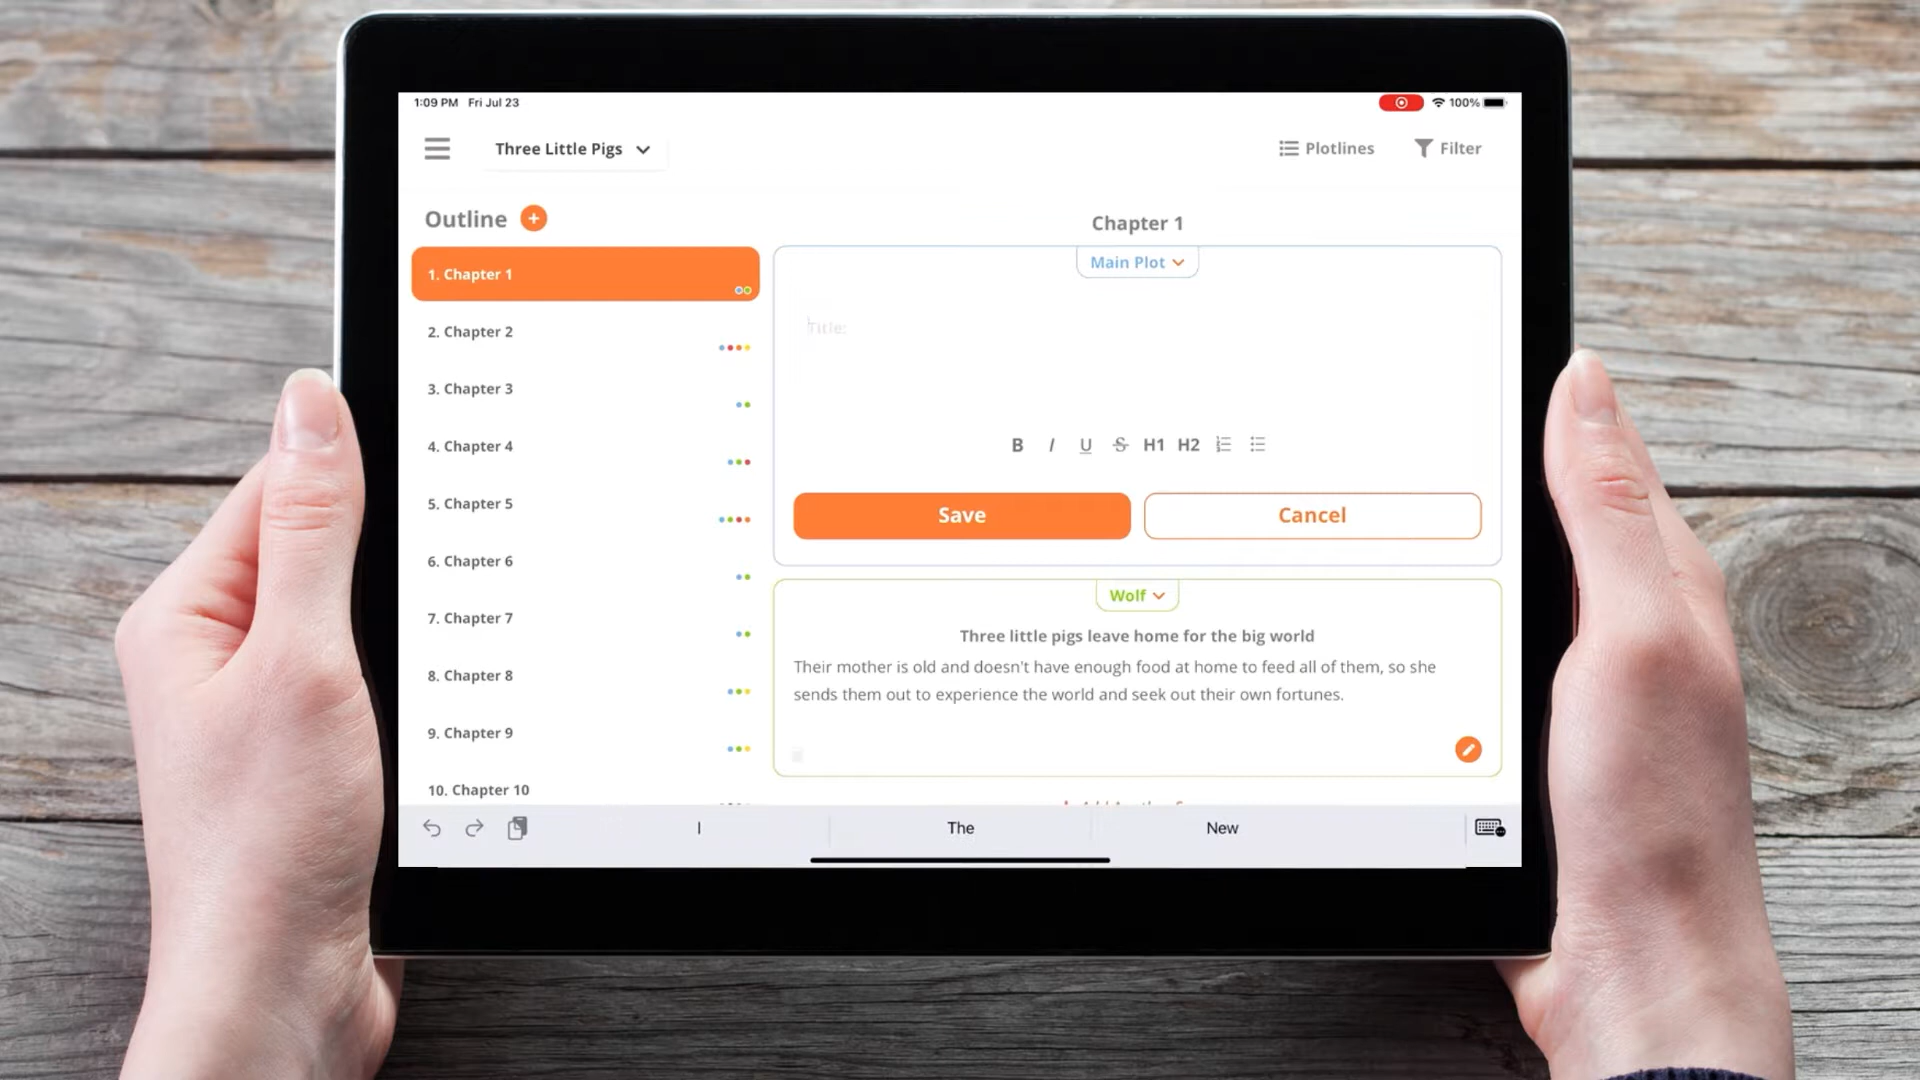 1:09 PM Fri Jul 23
100%
Three Little Pigs
Plotlines
Filter
Outline
Chapter 1
1. Chapter 1
Main Plot
Title:
2. Chapter 2
3. Chapter 3
4. Chapter 4
B I U S H1 H2
5. Chapter 5
Save
Cancel
6. Chapter 6
Wolf
7. Chapter 7
Three little pigs leave home for the big world
Their mother is old and doesn't have enough food at home to feed all of them, so she
sends them out to experience the world and seek out their own fortunes.
8. Chapter 8
9. Chapter 9
10. Chapter 10
I
The
New